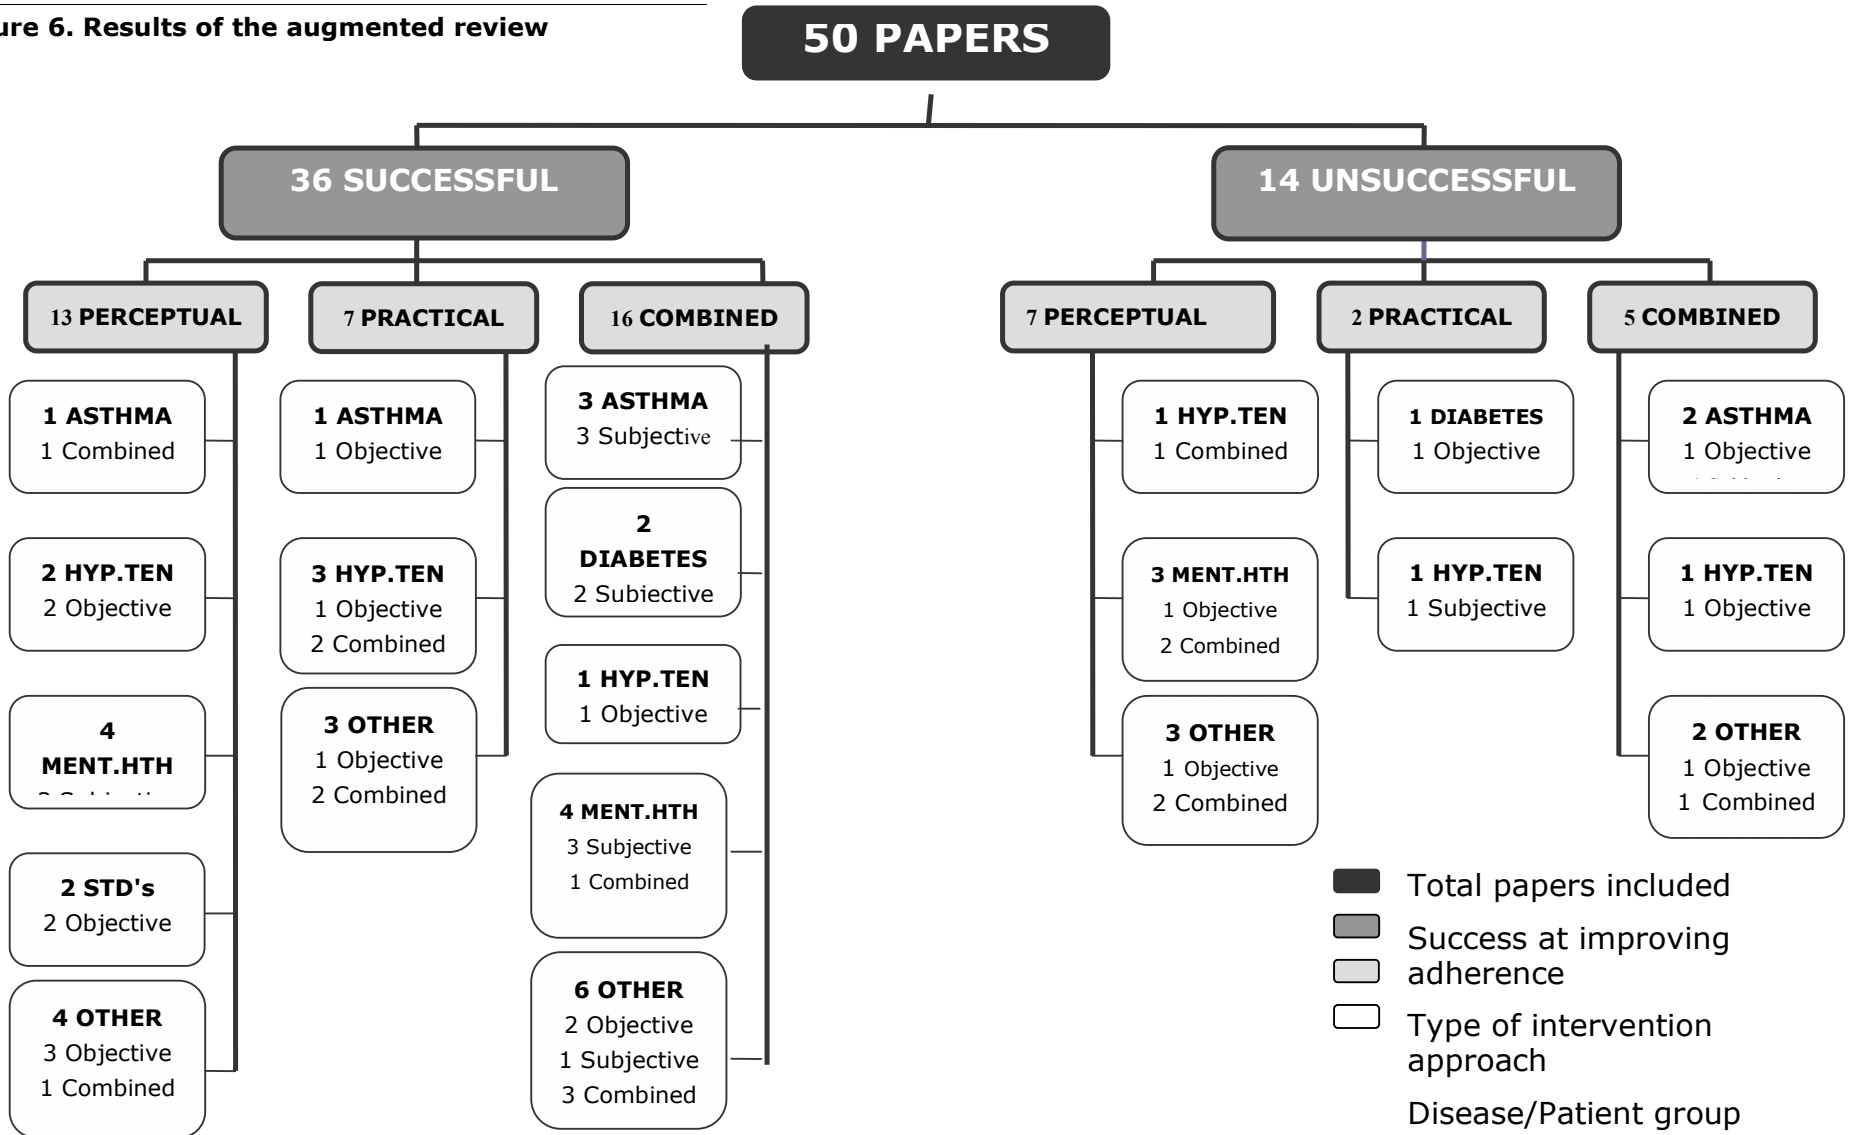 ure 6. Results of the augmented review
50 PAPERS
36 SUCCESSFUL
14 UNSUCCESSFUL
13 PERCEPTUAL
7 PRACTICAL
16 COMBINED
7 PERCEPTUAL
2 PRACTICAL
5 COMBINED
1 ASTHMA
1 Combined
2 HYP.TEN
2 Objective
4
MENT.HTH
2 STD's
2 Objective
4 OTHER
3 Objective
1 Combined
1 ASTHMA
1 Objective
3 HYP.TEN
1 Objective
2 Combined
3 OTHER
1 Objective
2 Combined
3 ASTHMA
3 Subjective
2
DIABETES
2 Subjective
1 HYP.TEN
1 Objective
4 MENT.HTH
3 Subjective
1 Combined
6 OTHER
2 Objective
1 Subjective
3 Combined
1 HYP.TEN
1 Combined
3 MENT.HTH
1 Objective
2 Combined
3 OTHER
1 Objective
2 Combined
1 DIABETES
1 Objective
1 HYP.TEN
1 Subjective
2 ASTHMA
1 Objective
1 HYP.TEN
1 Objective
2 OTHER
1 Objective
1 Combined
Total papers included
Success at improving
adherence
Type of intervention
approach
Disease/Patient group